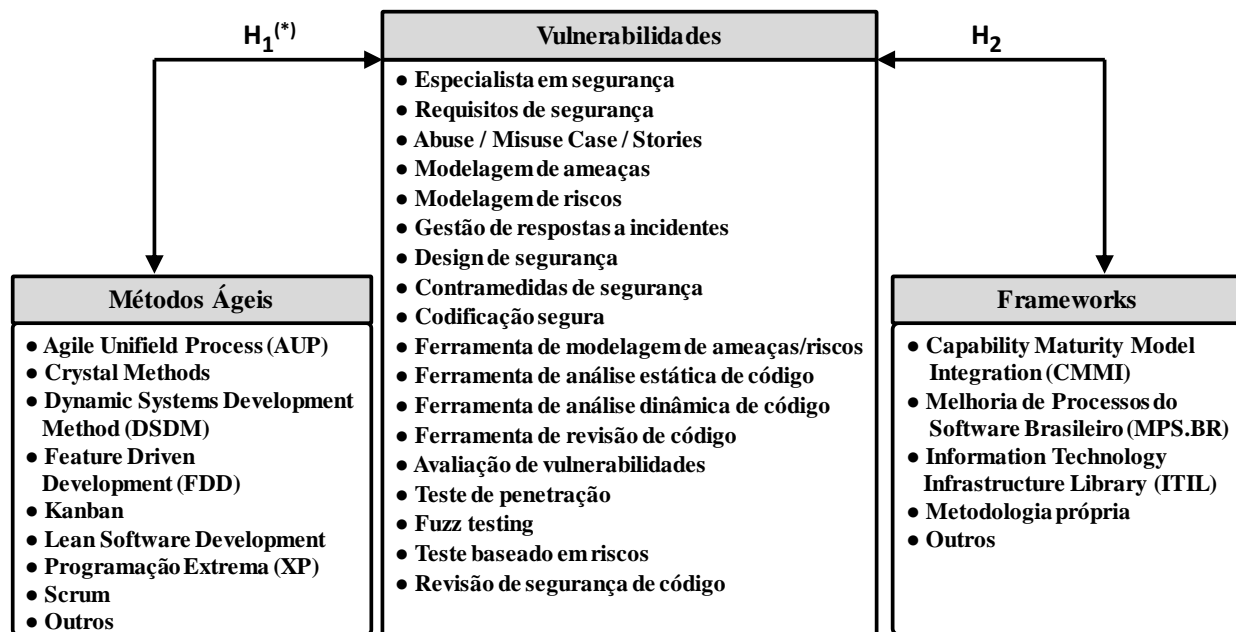 H1(*)
Vulnerabilidades
H2
● Especialista em segurança
● Requisitos de segurança
● Abuse / Misuse Case / Stories
● Modelagem de ameaças
● Modelagem de riscos
● Gestão de respostas a incidentes
● Design de segurança
● Contramedidas de segurança
● Codificação segura
● Ferramenta de modelagem de ameaças/riscos
● Ferramenta de análise estática de código
● Ferramenta de análise dinâmica de código
● Ferramenta de revisão de código
● Avaliação de vulnerabilidades
● Teste de penetração
● Fuzz testing
● Teste baseado em riscos
● Revisão de segurança de código
Métodos Ágeis
● Agile Unifield Process (AUP)
● Crystal Methods
● Dynamic Systems Development
Method (DSDM)
● Feature Driven
Development (FDD)
● Kanban
● Lean Software Development
● Programação Extrema (XP)
● Scrum
● Outros
Frameworks
● Capability Maturity Model
Integration (CMMI)
● Melhoria de Processos do
Software Brasileiro (MPS.BR)
● Information Technology
Infrastructure Library (ITIL)
● Metodologia própria
● Outros